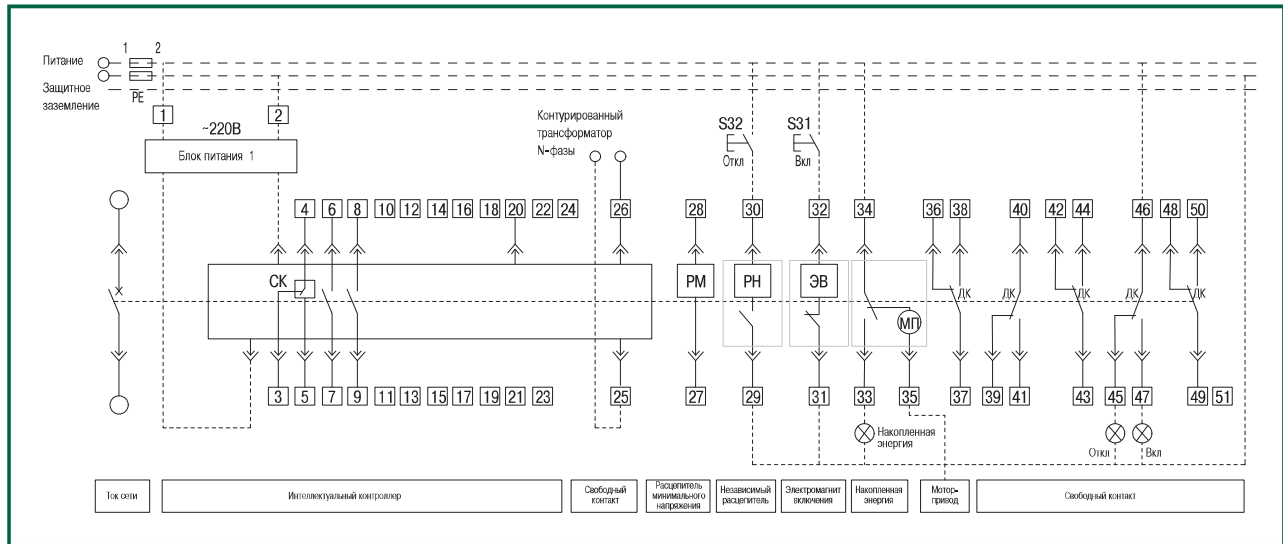 1 2
Питание
Защитное
заземление
PE
1 2
~220В
Блок питания 1
Контурированный
трансформатор
N-фазы
S32
Откл
S31
Вкл
4 6 8 10 12 14 16 18 20 22 24 26 28 30 32 34 36 38 40 42 44 46 48 50
СК
РМ РН ЭВ МП ДК ДК ДК ДК ДК
3 5 7 9 11 13 15 17 19 21 23 25 27 29 31 33 35 37 39 41 43 45 47 49 51
Накопленная
энергия
Откл Вкл
Ток сети
Интеллектуальный контроллер
Свободный
контакт
Расцепитель
минимального
напряжения
Независимый
расцепитель
Электромагнит
включения
Накопленная
энергия
Мотор-
привод
Свободный контакт